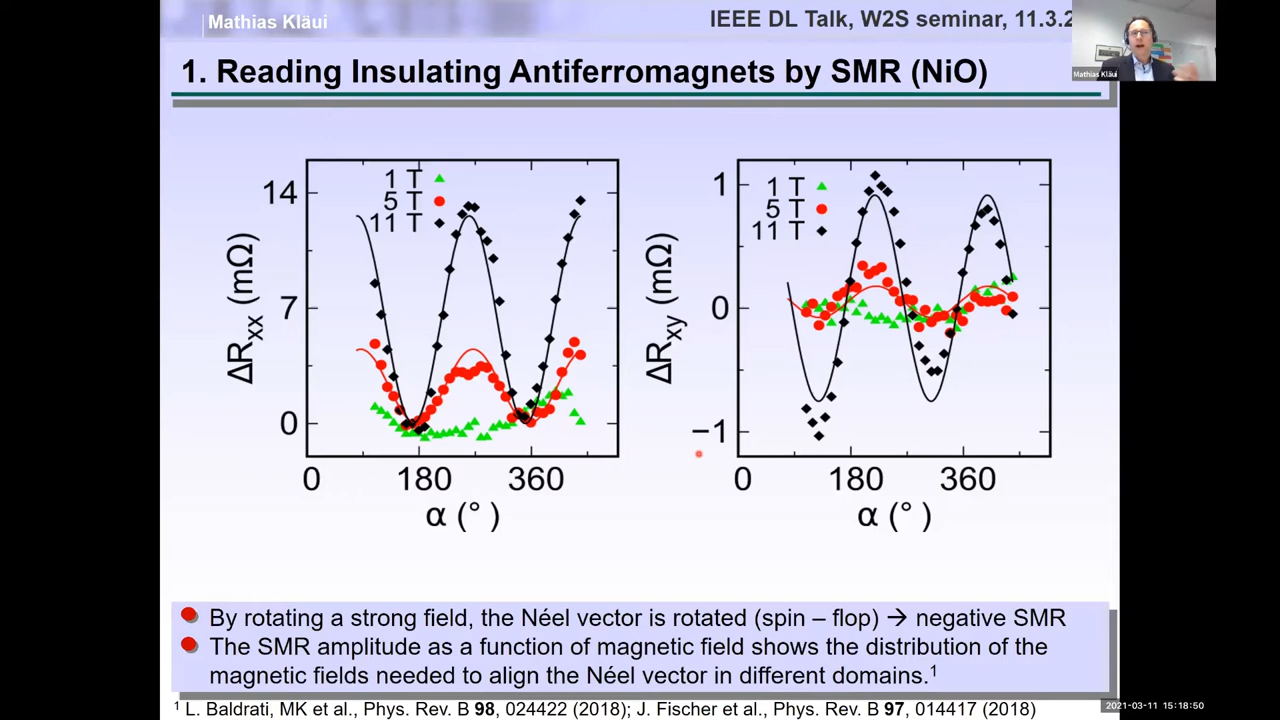 Mathias Kläui
IEEE DL Talk, W2S seminar, 11.3.2
Mathias Kläui
1. Reading Insulating Antiferromagnets by SMR (NiO)
1 T
5 T
11 T
14
7
0
ΔRxx (mΩ)
0 180 360
α (°)
1 T
5 T
11 T
1
0
−1
ΔRxy (mΩ)
0 180 360
α (°)
By rotating a strong field, the Néel vector is rotated (spin – flop) → negative SMR
The SMR amplitude as a function of magnetic field shows the distribution of the
magnetic fields needed to align the Néel vector in different domains.1
1 L. Baldrati, MK et al., Phys. Rev. B 98, 024422 (2018); J. Fischer et al., Phys. Rev. B 97, 014417 (2018)
2021-03-11 15:18:50